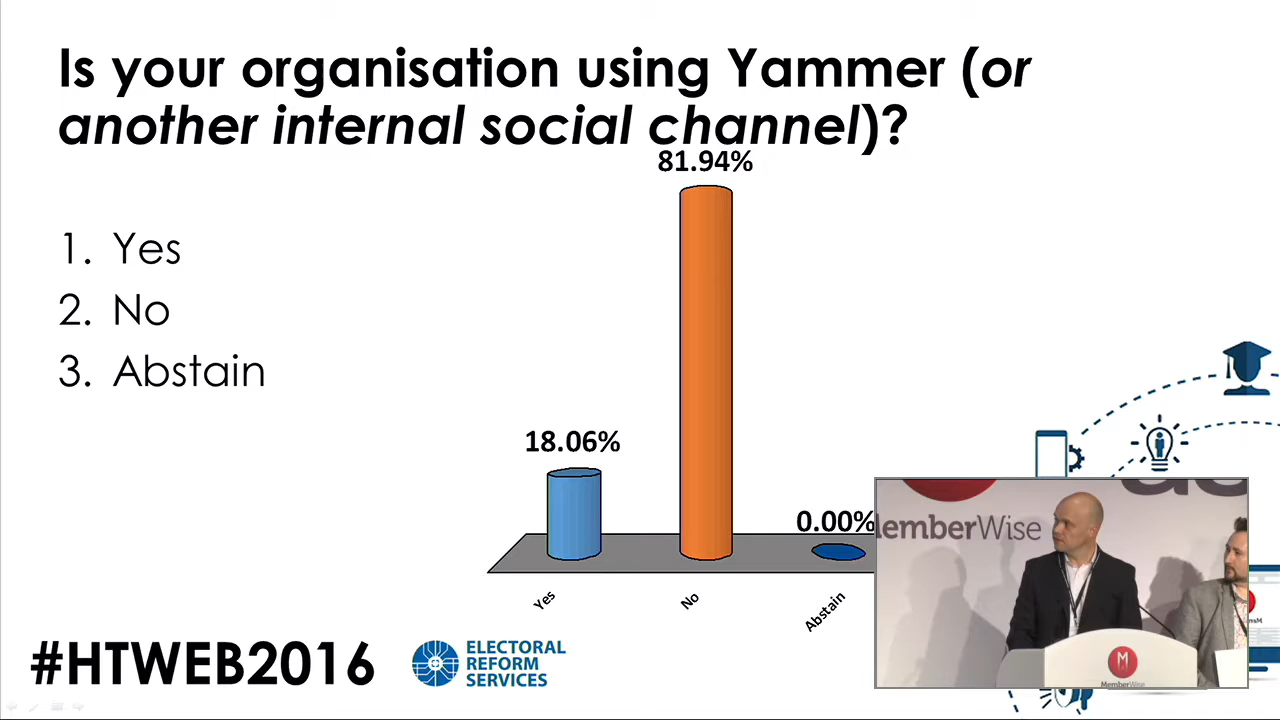 Is your organisation using Yammer (or
another internal social channel)?
81.94%
1. Yes
2. No
3. Abstain
18.06%
0.00%
Yes
No
Abstain
emberWise
M
MemberWise
#HTWEB2016
ELECTORAL
REFORM
SERVICES